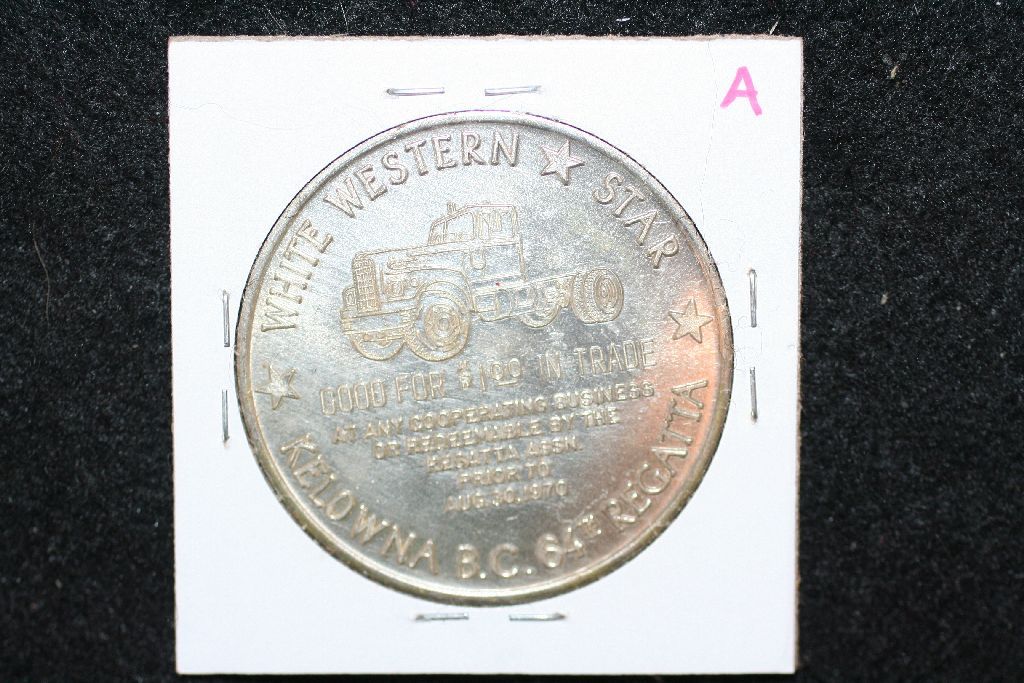 A
WHITE WESTERN ☆ STAR
GOOD FOR $1.00 IN TRADE
AT ANY COOPERATING BUSINESS
OR REDEEMABLE BY THE
REGATTA ASSN.
PRIOR TO
AUG.30.1970
KELOWNA B.C. 64TH REGATTA